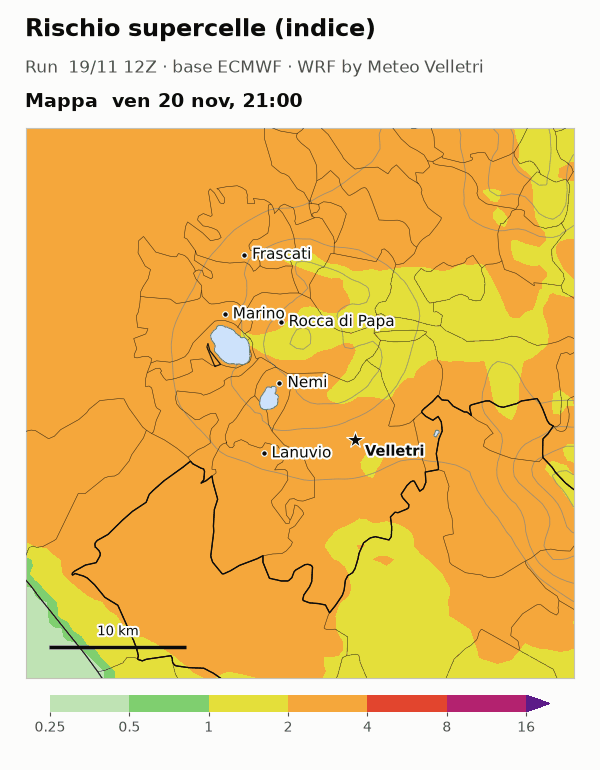 Rischio supercelle (indice)
Run  19/11 12Z · base ECMWF · WRF by Meteo Velletri
Mappa  ven 20 nov, 21:00
Frascati
Marino
Rocca di Papa
Nemi
Velletri
Lanuvio
10 km
0.25 0.5 1 2 4 8 16